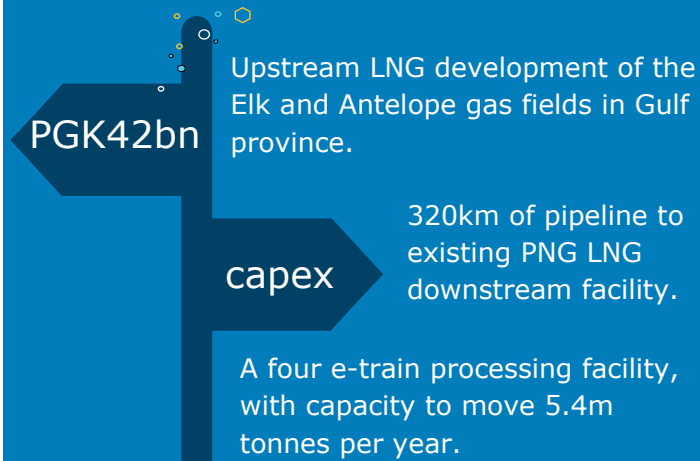 Upstream LNG development of the
Elk and Antelope gas fields in Gulf
province.
PGK42bn
320km of pipeline to
existing PNG LNG
downstream facility.
capex
A four e-train processing facility,
with capacity to move 5.4m
tonnes per year.